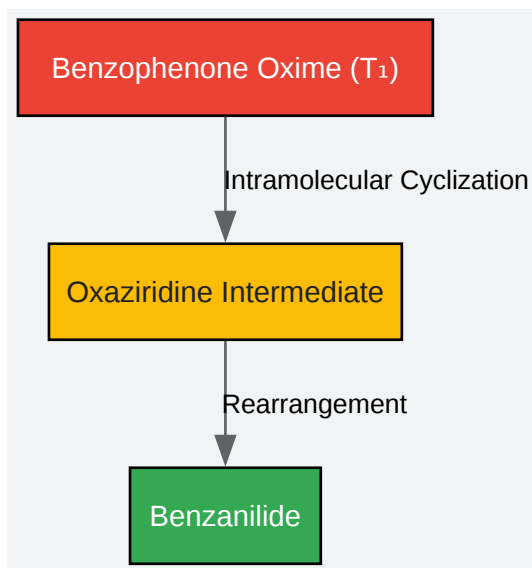 Benzophenone Oxime (T₁)
Intramolecular Cyclization
Oxaziridine Intermediate
Rearrangement
Benzanilide